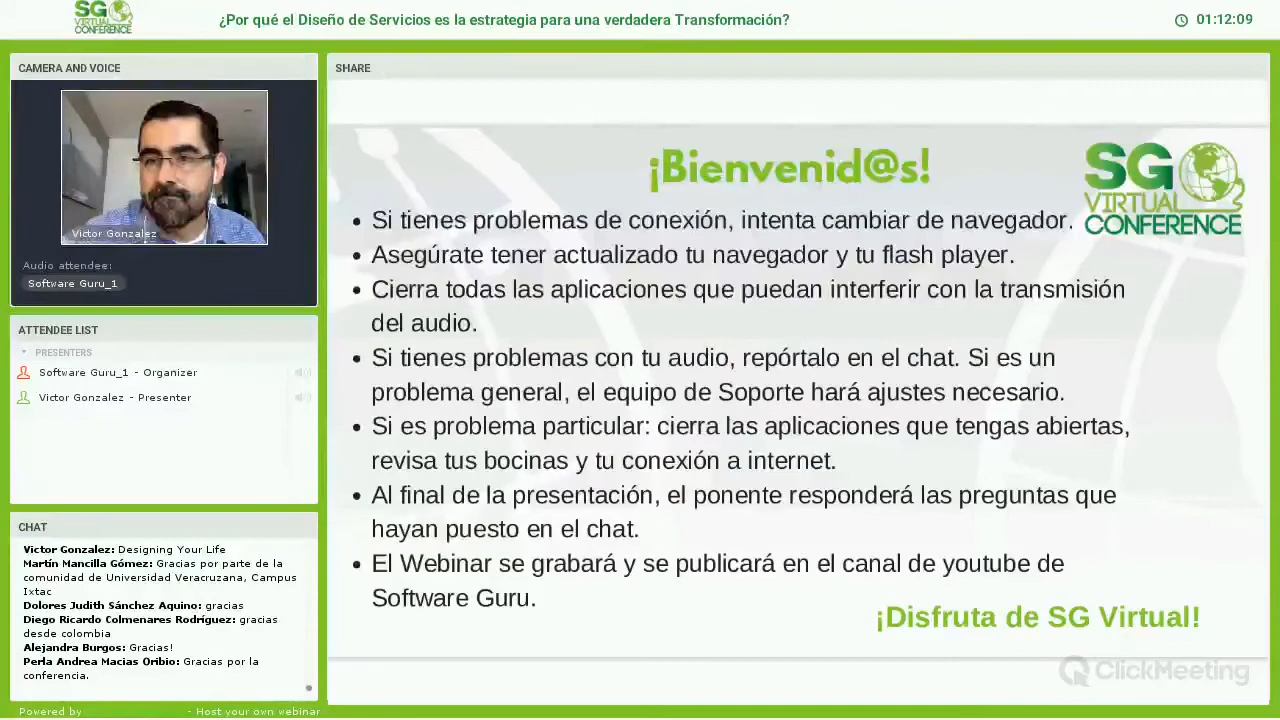 SG
VIRTUAL
CONFERENCE
¿Por qué el Diseño de Servicios es la estrategia para una verdadera Transformación?
01:12:09
CAMERA AND VOICE
Victor Gonzalez
Audio attendee:
Software Guru_1
ATTENDEE LIST
PRESENTERS
Software Guru_1 - Organizer
Victor Gonzalez - Presenter
CHAT
Victor Gonzalez: Designing Your Life
Martín Mancilla Gómez: Gracias por parte de la
comunidad de Universidad Veracruzana, Campus
Ixtac
Dolores Judith Sánchez Aquino: gracias
Diego Ricardo Colmenares Rodríguez: gracias
desde colombia
Alejandra Burgos: Gracias!
Perla Andrea Macias Oribio: Gracias por la
conferencia.
Powered by - Host your own webinar
SHARE
¡Bienvenid@s!
SG
VIRTUAL
CONFERENCE
• Si tienes problemas de conexión, intenta cambiar de navegador.
• Asegúrate tener actualizado tu navegador y tu flash player.
• Cierra todas las aplicaciones que puedan interferir con la transmisión
del audio.
• Si tienes problemas con tu audio, repórtalo en el chat. Si es un
problema general, el equipo de Soporte hará ajustes necesario.
• Si es problema particular: cierra las aplicaciones que tengas abiertas,
revisa tus bocinas y tu conexión a internet.
• Al final de la presentación, el ponente responderá las preguntas que
hayan puesto en el chat.
• El Webinar se grabará y se publicará en el canal de youtube de
Software Guru.
¡Disfruta de SG Virtual!
ClickMeeting